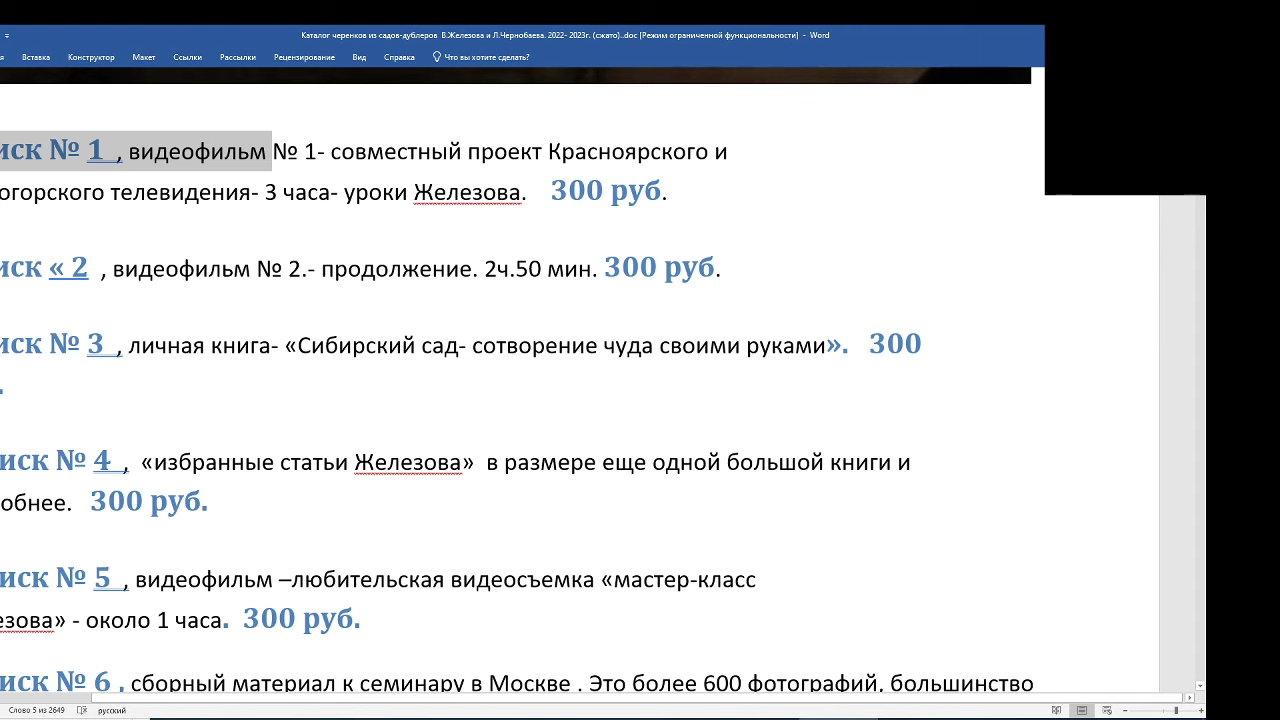 Каталог черенков из садов-дублеров В.Железова и Л.Чернобаева. 2022- 2023г. (сжато)..doc [Режим ограниченной функциональности] - Word
я Вставка Конструктор Макет Ссылки Рассылки Рецензирование Вид Справка Что вы хотите сделать?
иск № 1 , видеофильм № 1- совместный проект Красноярского и
огорского телевидения- 3 часа- уроки Железова. 300 руб.
иск « 2 , видеофильм № 2.- продолжение. 2ч.50 мин. 300 руб.
иск № 3 , личная книга- «Сибирский сад- сотворение чуда своими руками». 300
.
иск № 4 , «избранные статьи Железова» в размере еще одной большой книги и
обнее. 300 руб.
иск № 5 , видеофильм –любительская видеосъемка «мастер-класс
езова» - около 1 часа. 300 руб.
иск № 6 , сборный материал к семинару в Москве . Это более 600 фотографий, большинство
Слово 5 из 2649 русский